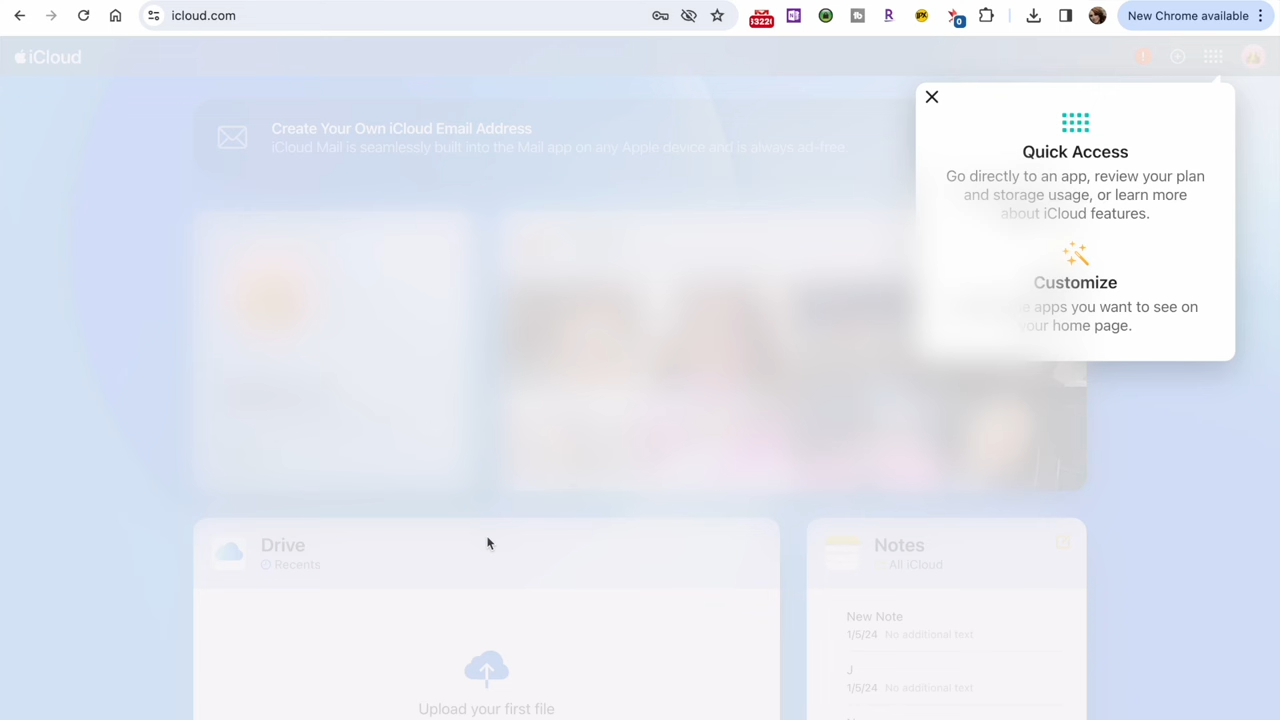 icloud.com
$322(
JPX
0
New Chrome available
iCloud
Create Your Own iCloud Email Address
iCloud Mail is seamlessly built into the Mail app on any Apple device and is always ad-free.
Quick Access
Go directly to an app, review your plan
and storage usage, or learn more
about iCloud features.
Customize
apps you want to see on
your home page.
Drive
Recents
Upload your first file
Notes
All iCloud
New Note
1/5/24 No additional text
J
1/5/24 No additional text